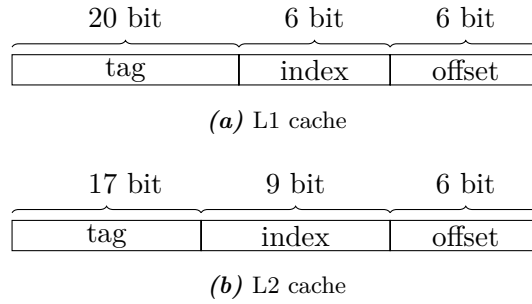 20 bit 6 bit 6 bit
tag index offset
(a) L1 cache
17 bit 9 bit 6 bit
tag index offset
(b) L2 cache